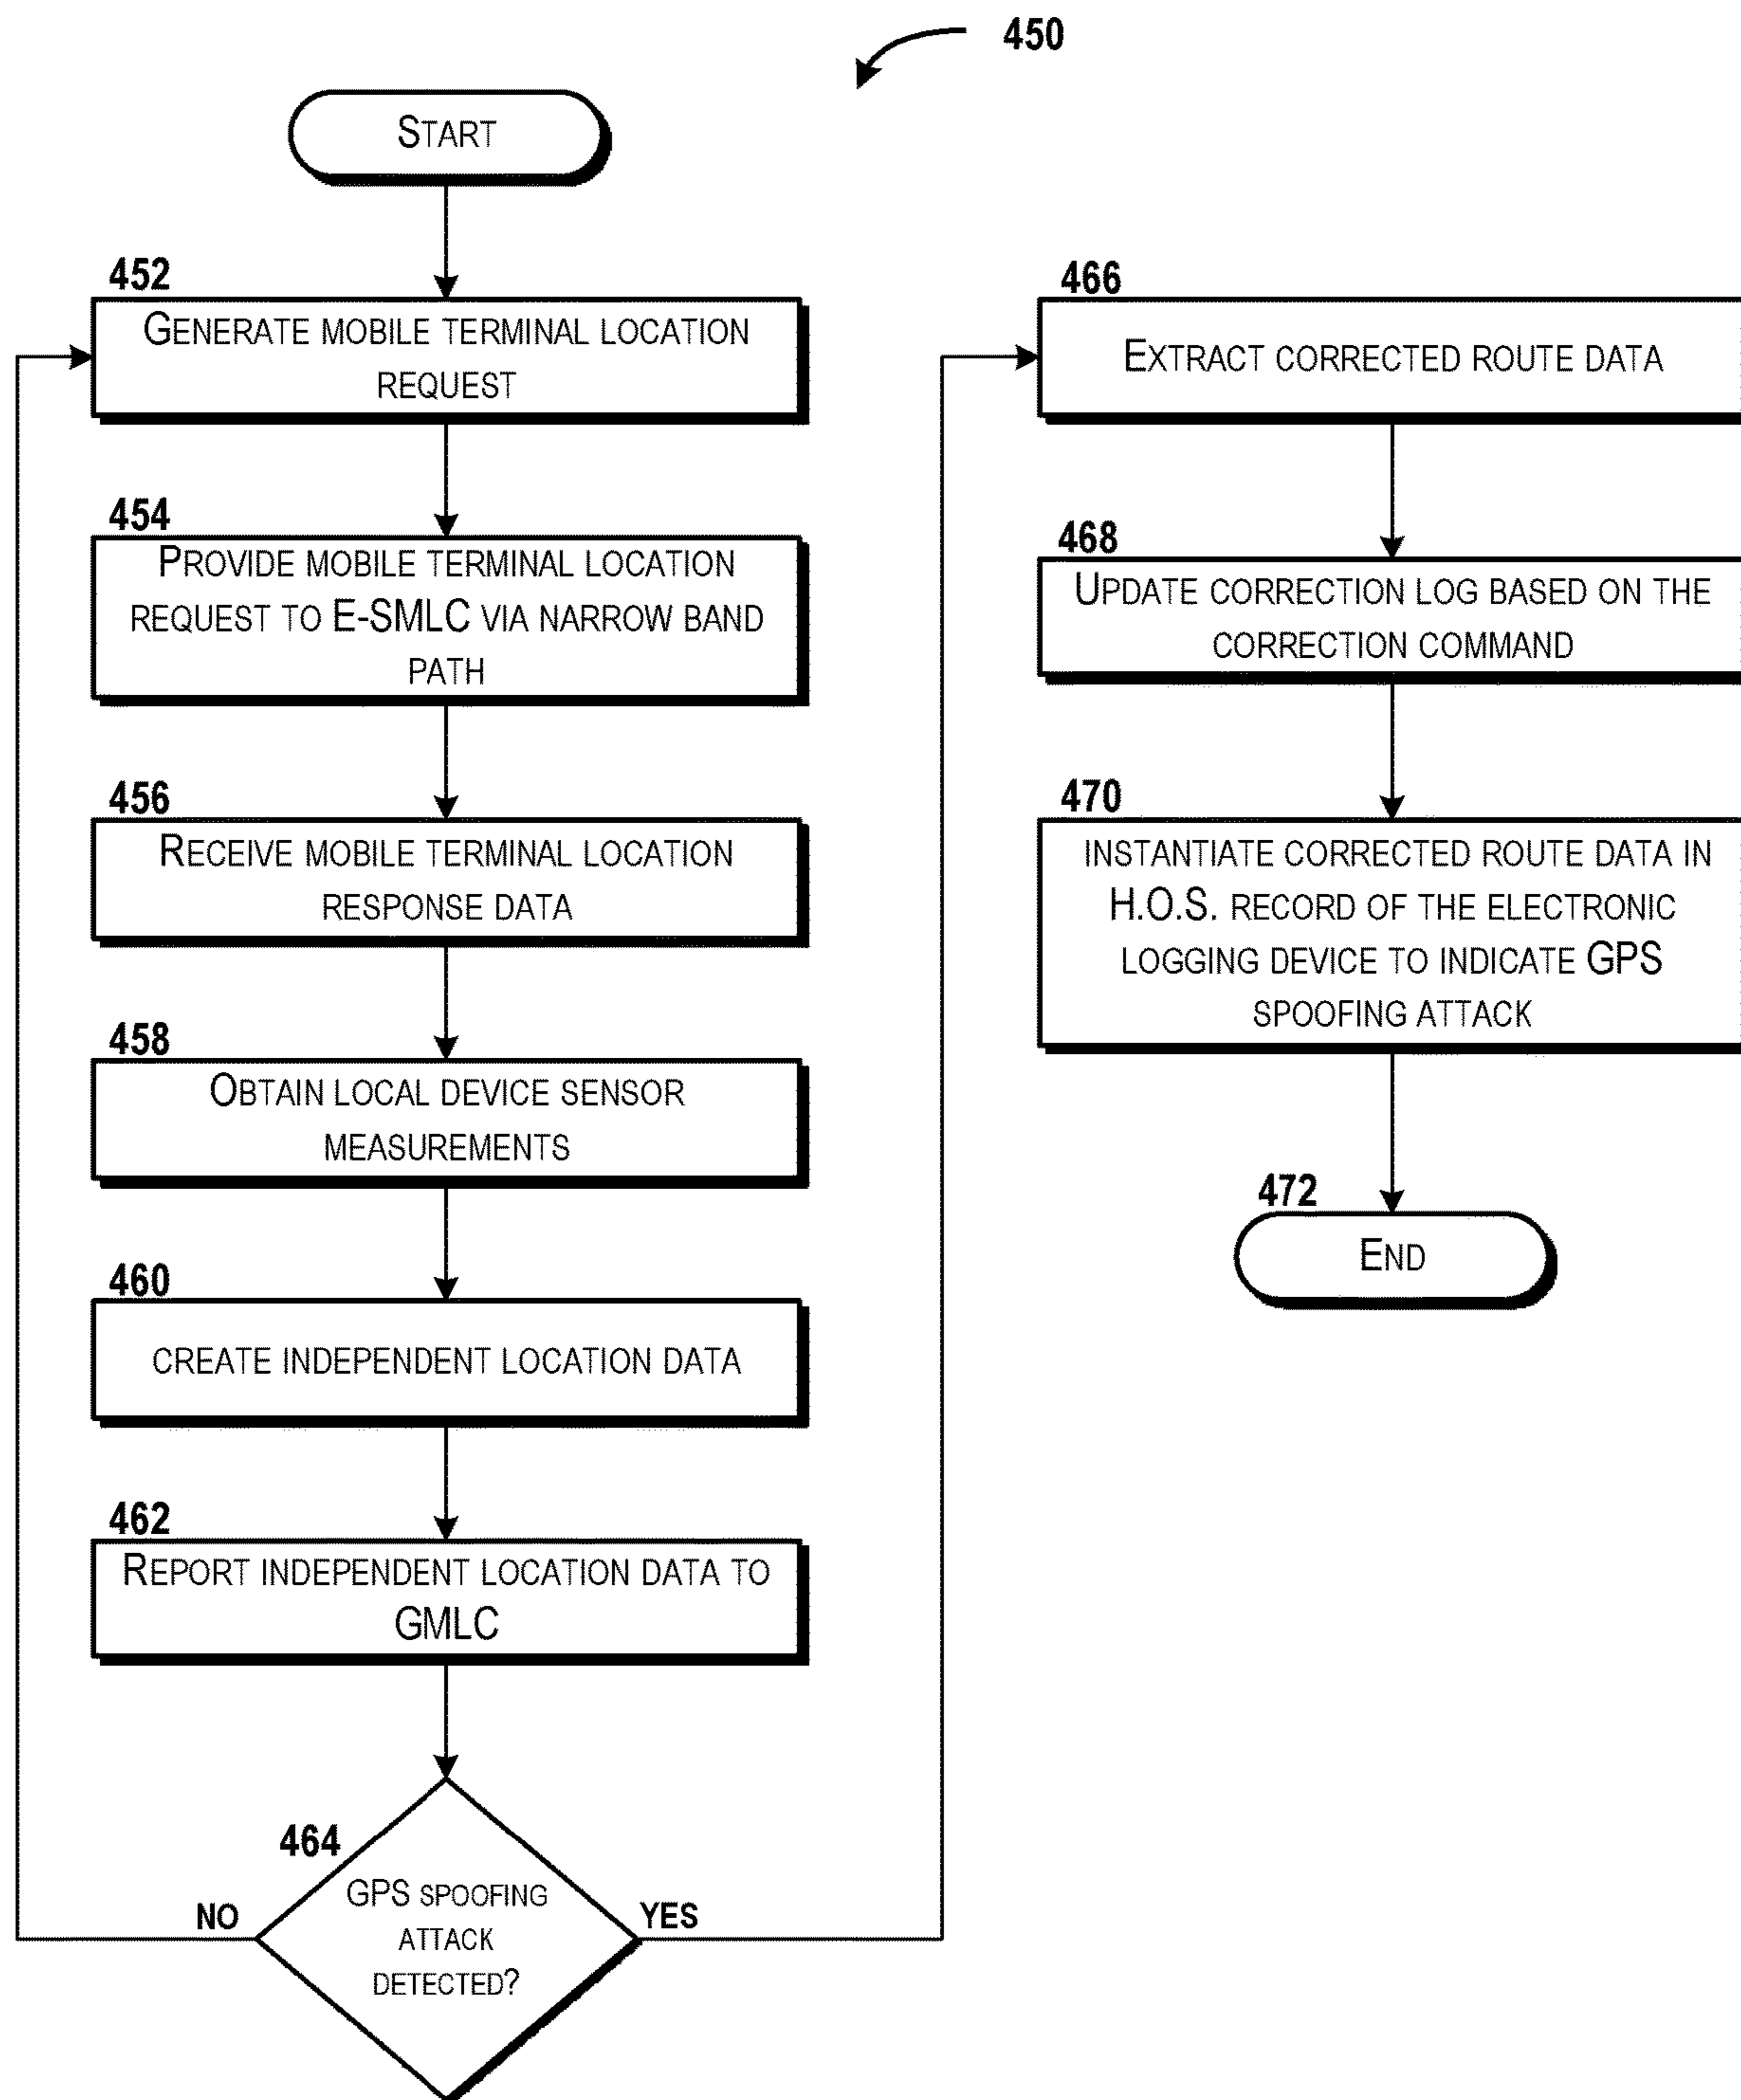 450
START
452
GENERATE MOBILE TERMINAL LOCATION
REQUEST
454
PROVIDE MOBILE TERMINAL LOCATION
REQUEST TO E-SMLC VIA NARROW BAND
PATH
456
RECEIVE MOBILE TERMINAL LOCATION
RESPONSE DATA
458
OBTAIN LOCAL DEVICE SENSOR
MEASUREMENTS
460
CREATE INDEPENDENT LOCATION DATA
462
REPORT INDEPENDENT LOCATION DATA TO
GMLC
464
GPS SPOOFING
ATTACK
DETECTED?
NO
YES
466
EXTRACT CORRECTED ROUTE DATA
468
UPDATE CORRECTION LOG BASED ON THE
CORRECTION COMMAND
470
INSTANTIATE CORRECTED ROUTE DATA IN
H.O.S. RECORD OF THE ELECTRONIC
LOGGING DEVICE TO INDICATE GPS
SPOOFING ATTACK
472
END